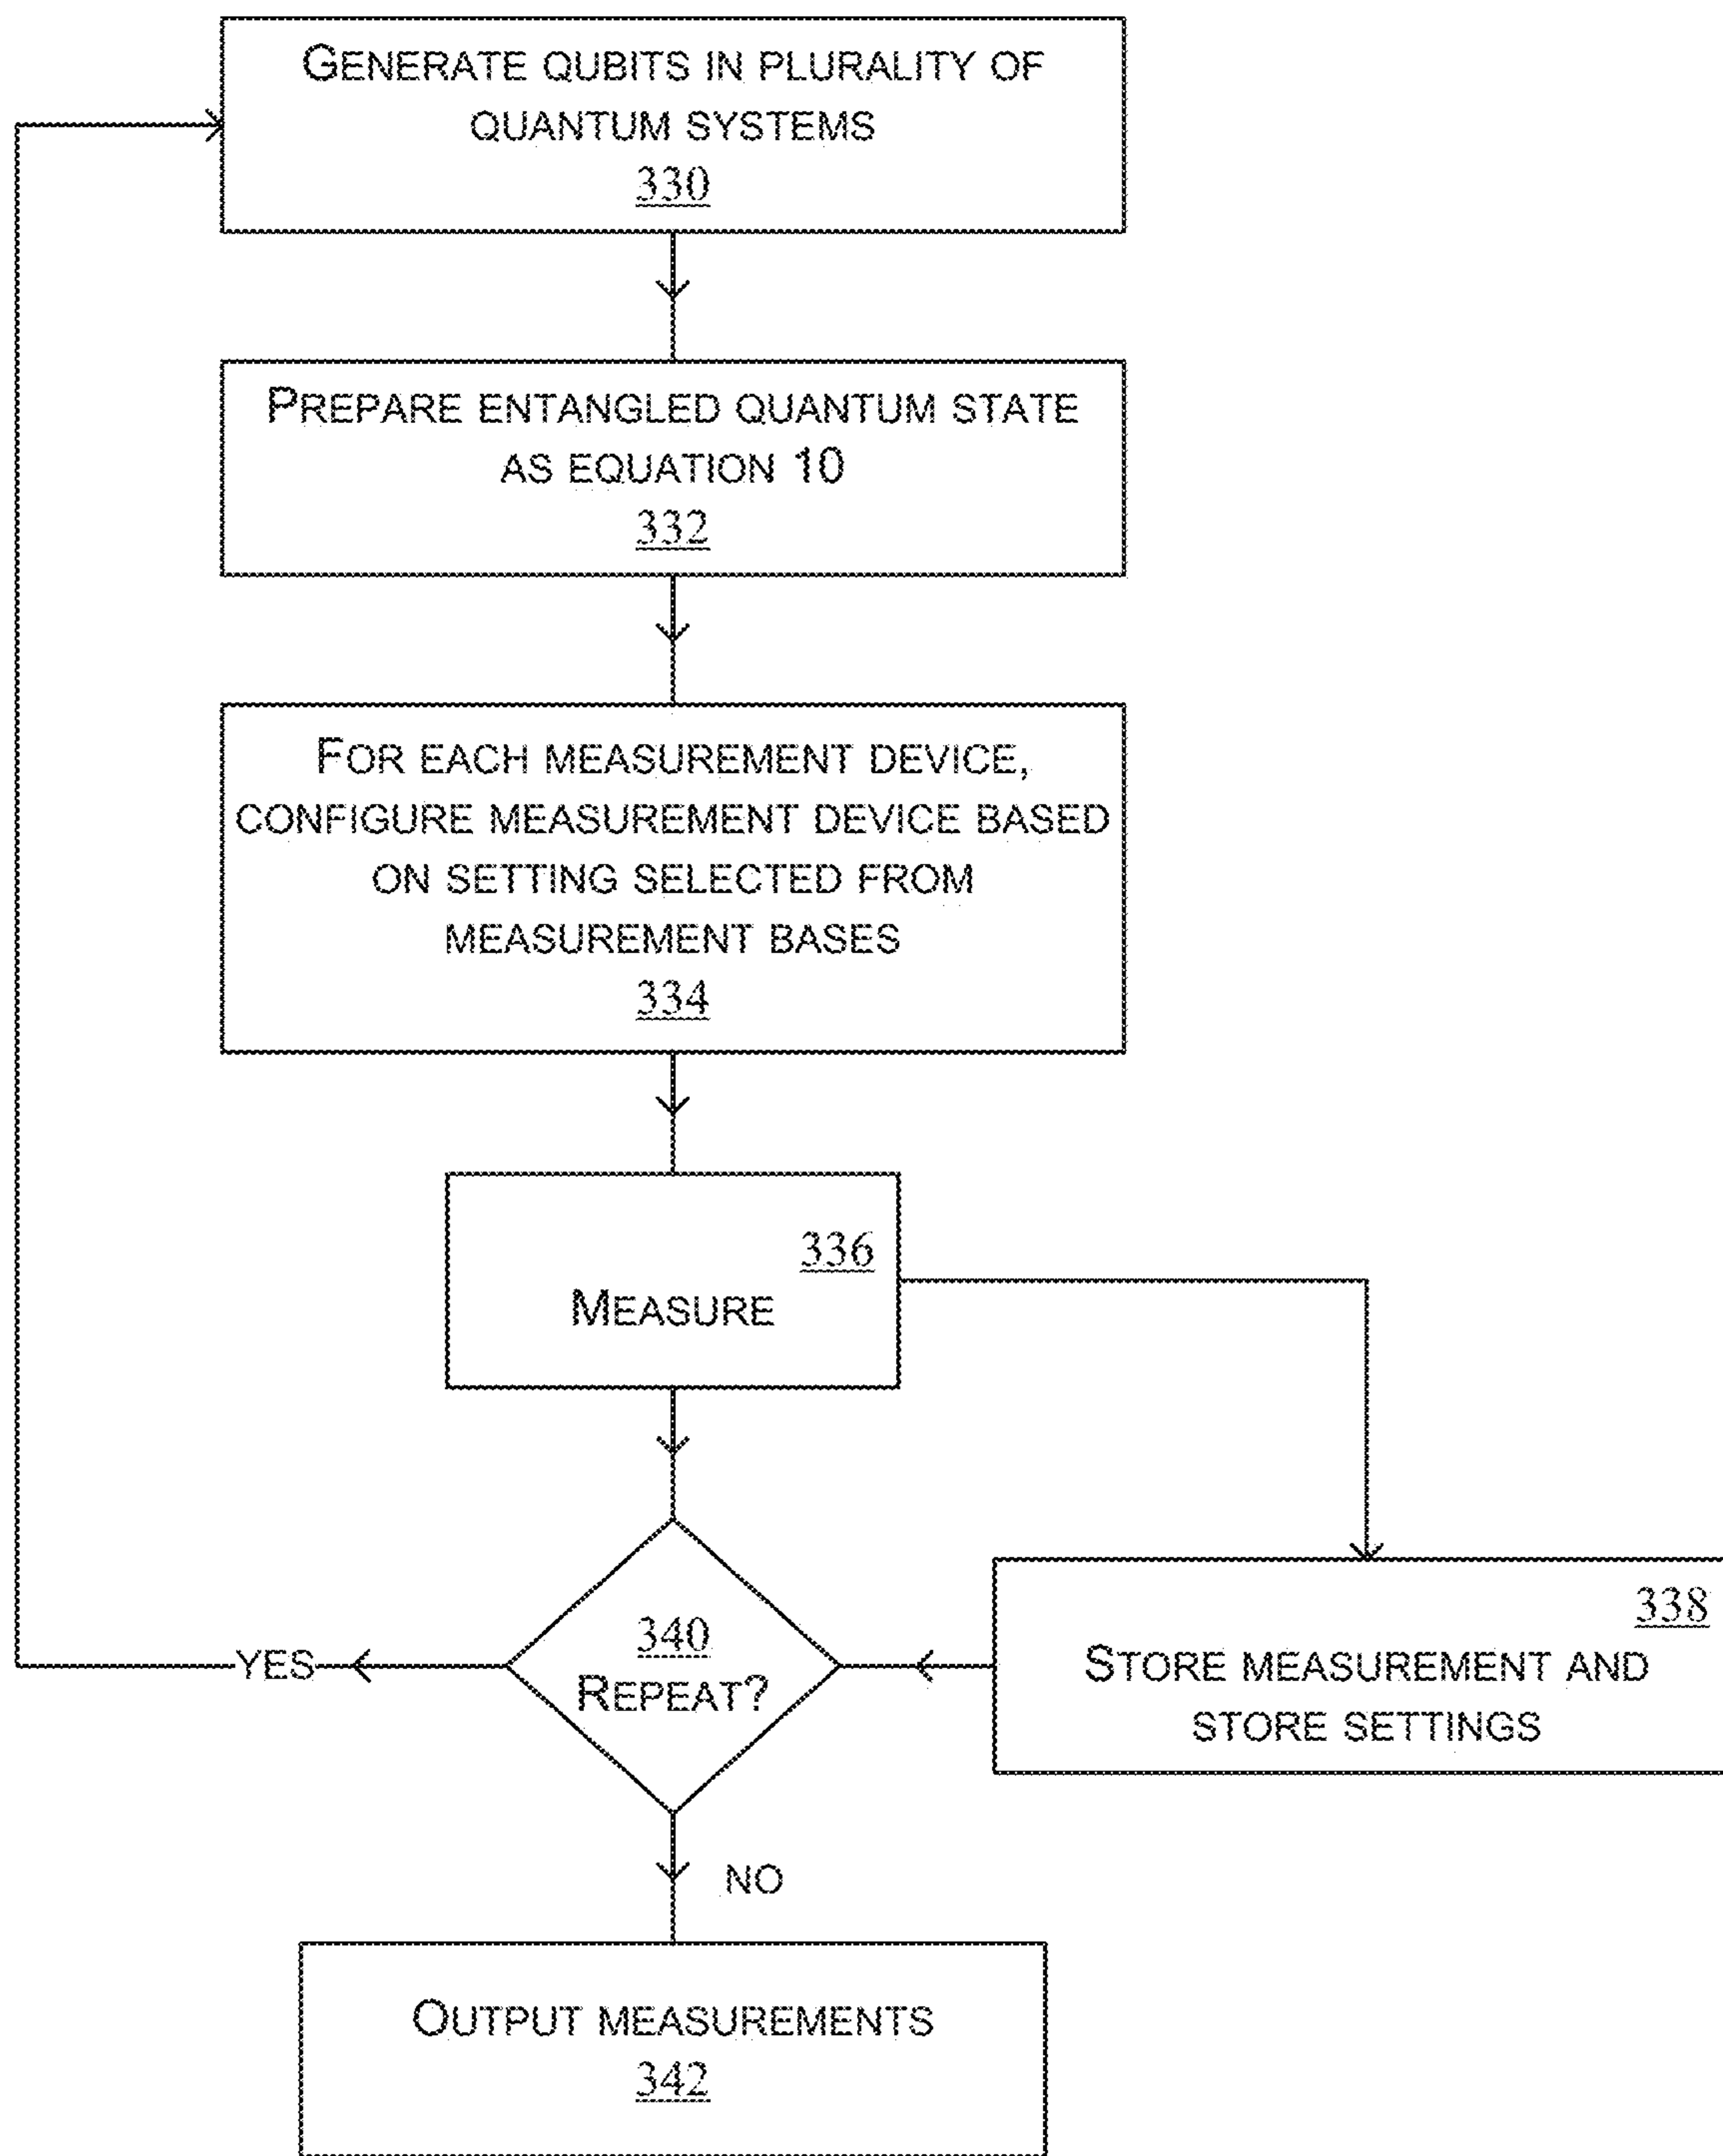 GENERATE QUBITS IN PLURALITY OF
QUANTUM SYSTEMS
330
PREPARE ENTANGLED QUANTUM STATE
AS EQUATION 10
332
FOR EACH MEASUREMENT DEVICE,
CONFIGURE MEASUREMENT DEVICE BASED
ON SETTING SELECTED FROM
MEASUREMENT BASES
334
336
MEASURE
338
STORE MEASUREMENT AND
STORE SETTINGS
340
REPEAT?
YES
NO
OUTPUT MEASUREMENTS
342